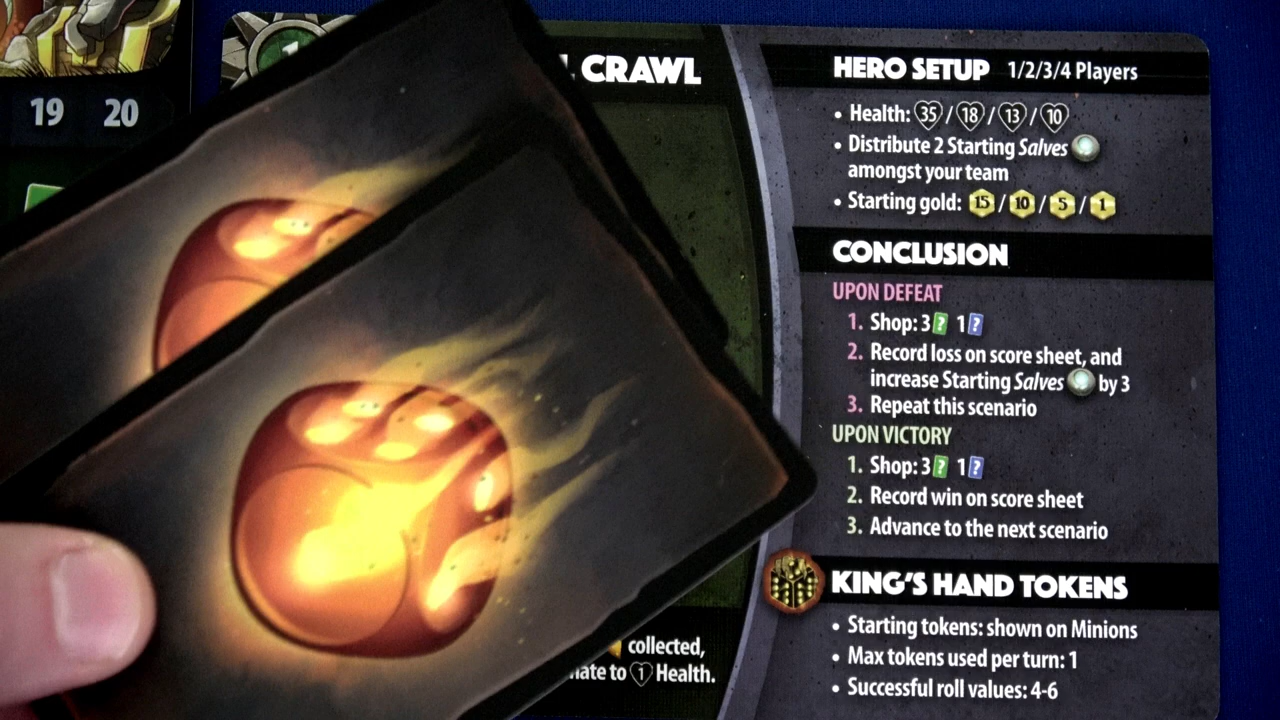 19 20
1
CRAWL
HERO SETUP 1/2/3/4 Players
• Health: 35 / 18 / 13 / 10
• Distribute 2 Starting Salves
amongst your team
• Starting gold: 15 / 10 / 5 / 1
CONCLUSION
UPON DEFEAT
1. Shop: 3 ? 1 ?
2. Record loss on score sheet, and
increase Starting Salves by 3
3. Repeat this scenario
UPON VICTORY
1. Shop: 3 ? 1 ?
2. Record win on score sheet
3. Advance to the next scenario
KING'S HAND TOKENS
• Starting tokens: shown on Minions
• Max tokens used per turn: 1
• Successful roll values: 4-6
collected,
to 1 Health.